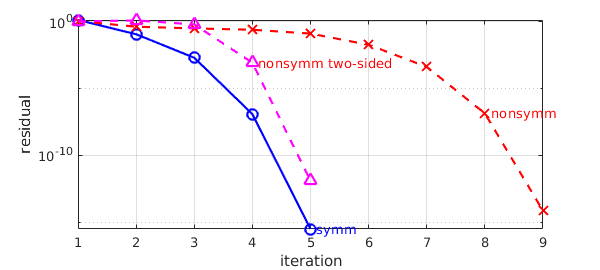 10^0
nonsymm two-sided
nonsymm
10^-10
symm
residual
1 2 3 4 5 6 7 8 9
iteration